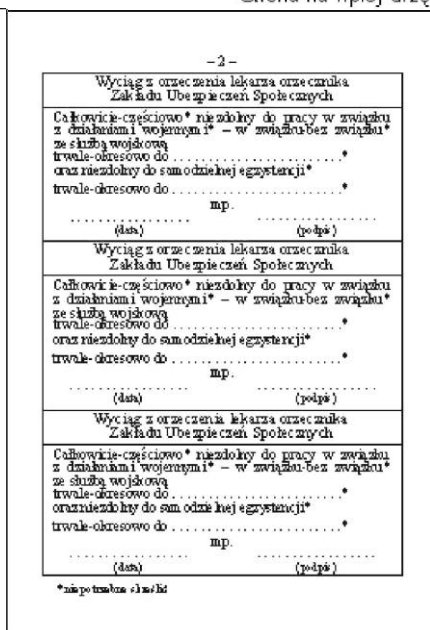 – 2 –
Wyciąg z orzeczenia lekarza orzecznika
Zakładu Ubezpieczeń Społecznych
Całkowicie-częściowo* niezdolny do pracy w związku
z działaniami wojennymi* – w związku-bez związku*
ze służbą wojskową
trwale-okresowo do . . . . . . . . . . . . . . . . . . . . . . . . . *
oraz niezdolny do samodzielnej egzystencji*
trwale-okresowo do . . . . . . . . . . . . . . . . . . . . . . . . . *
mp.
. . . . . . . . . . . . . . . . . . . . . . . . . . . . . . . . . .
(data) (podpis)
Wyciąg z orzeczenia lekarza orzecznika
Zakładu Ubezpieczeń Społecznych
Całkowicie-częściowo* niezdolny do pracy w związku
z działaniami wojennymi* – w związku-bez związku*
ze służbą wojskową
trwale-okresowo do . . . . . . . . . . . . . . . . . . . . . . . . . *
oraz niezdolny do samodzielnej egzystencji*
trwale-okresowo do . . . . . . . . . . . . . . . . . . . . . . . . . *
mp.
. . . . . . . . . . . . . . . . . . . . . . . . . . . . . . . . . .
(data) (podpis)
Wyciąg z orzeczenia lekarza orzecznika
Zakładu Ubezpieczeń Społecznych
Całkowicie-częściowo* niezdolny do pracy w związku
z działaniami wojennymi* – w związku-bez związku*
ze służbą wojskową
trwale-okresowo do . . . . . . . . . . . . . . . . . . . . . . . . . *
oraz niezdolny do samodzielnej egzystencji*
trwale-okresowo do . . . . . . . . . . . . . . . . . . . . . . . . . *
mp.
. . . . . . . . . . . . . . . . . . . . . . . . . . . . . . . . . .
(data) (podpis)
*niepotrzebne skreślić